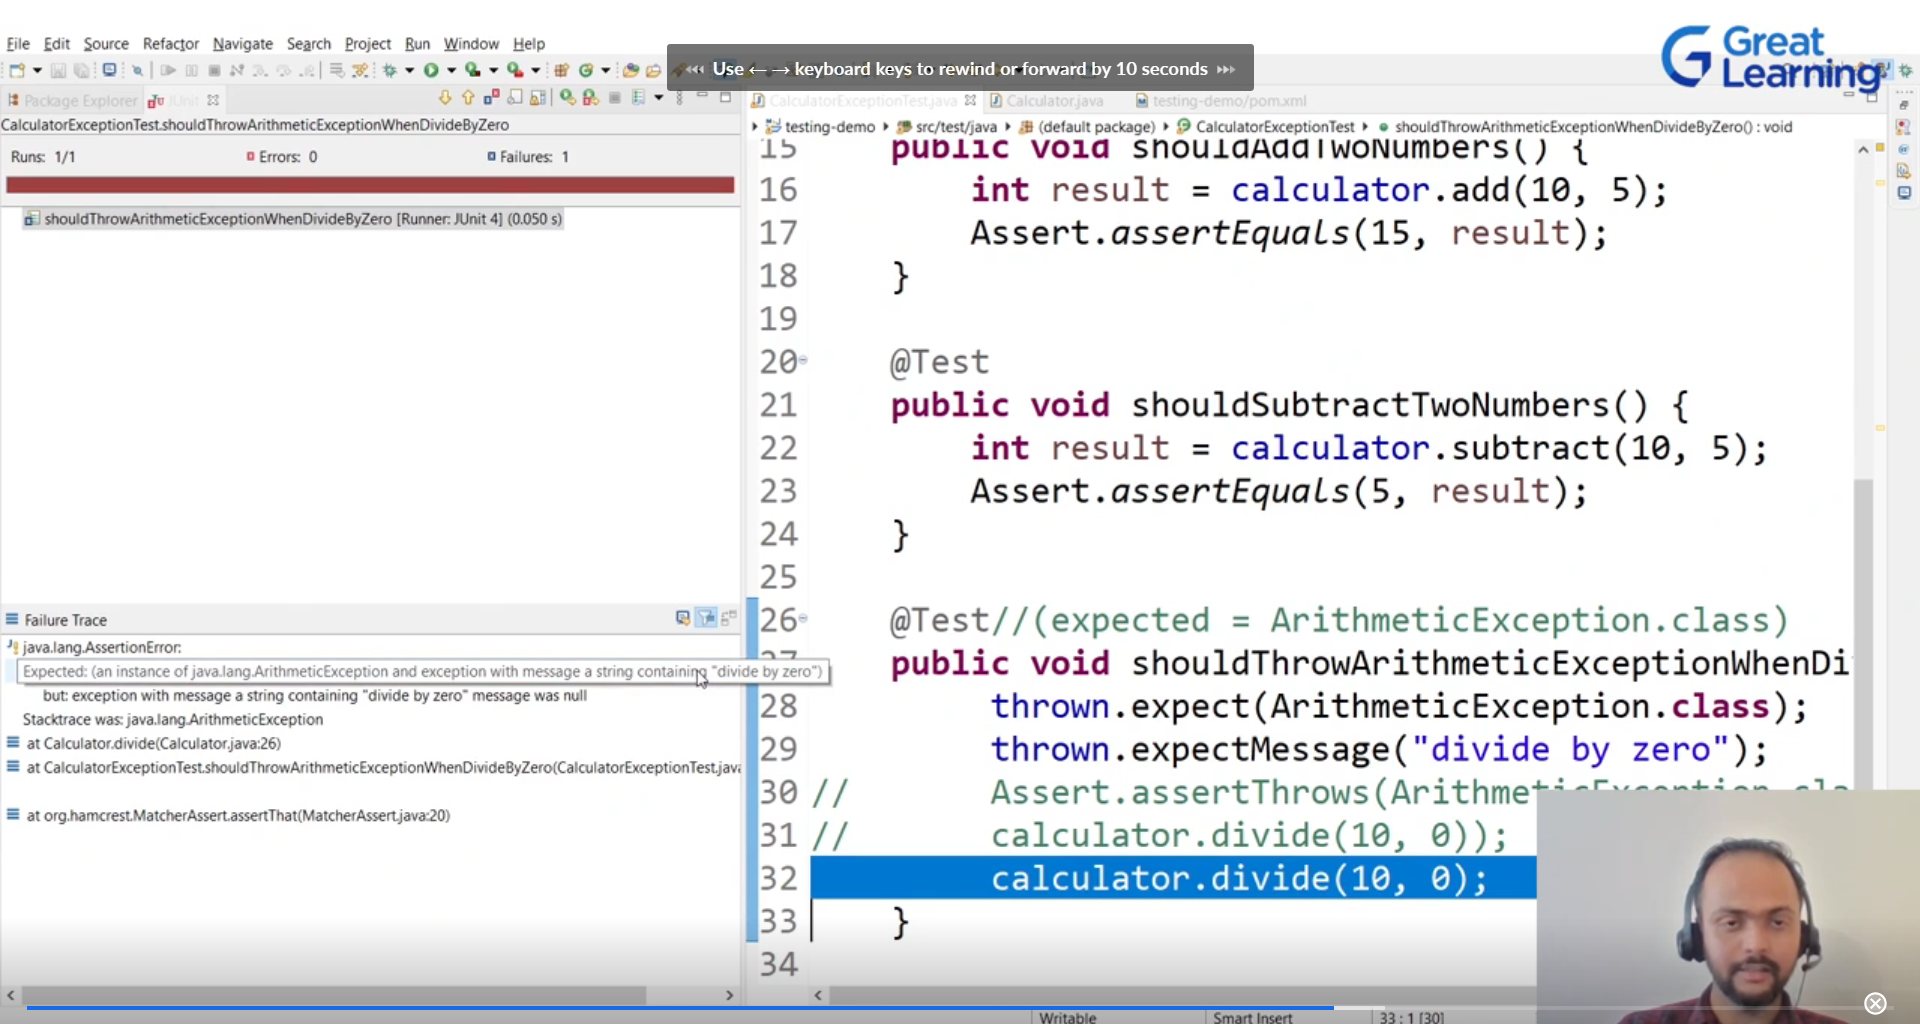 File Edit Source Refactor Navigate Search Project Run Window Help
Great Learning
Use ← → keyboard keys to rewind or forward by 10 seconds
Package Explorer JUnit
CalculatorExceptionTest.java Calculator.java testing-demo/pom.xml
CalculatorExceptionTest.shouldThrowArithmeticExceptionWhenDivideByZero
testing-demo src/test/java (default package) CalculatorExceptionTest shouldThrowArithmeticExceptionWhenDivideByZero() : void
Runs: 1/1 Errors: 0 Failures: 1
shouldThrowArithmeticExceptionWhenDivideByZero [Runner: JUnit 4] (0.050 s)
15 public void shouldAddTwoNumbers() {
16 int result = calculator.add(10, 5);
17 Assert.assertEquals(15, result);
18 }
19
20 @Test
21 public void shouldSubtractTwoNumbers() {
22 int result = calculator.subtract(10, 5);
23 Assert.assertEquals(5, result);
24 }
25
26 @Test//(expected = ArithmeticException.class)
27 public void shouldThrowArithmeticExceptionWhenDi
28 thrown.expect(ArithmeticException.class);
29 thrown.expectMessage("divide by zero");
30 // Assert.assertThrows(ArithmeticException.cla
31 // calculator.divide(10, 0));
32 calculator.divide(10, 0);
33 }
34
Failure Trace
java.lang.AssertionError:
Expected: (an instance of java.lang.ArithmeticException and exception with message a string containing "divide by zero")
but: exception with message a string containing "divide by zero" message was null
Stacktrace was: java.lang.ArithmeticException
at Calculator.divide(Calculator.java:26)
at CalculatorExceptionTest.shouldThrowArithmeticExceptionWhenDivideByZero(CalculatorExceptionTest.java
at org.hamcrest.MatcherAssert.assertThat(MatcherAssert.java:20)
Writable Smart Insert 33 : 1 [30]